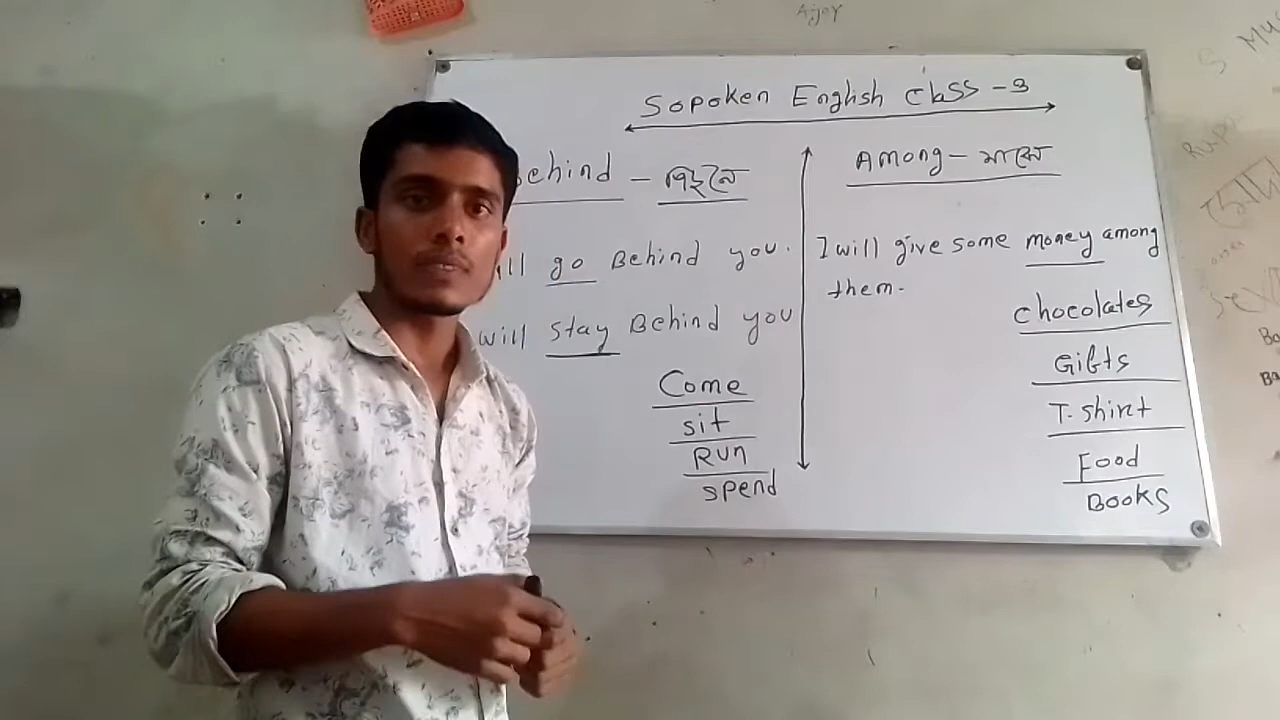 Ajoy
Sopoken English Class - 3
Behind - পিছনে
will go Behind you.
will stay Behind you
Come
sit
Run
spend
Among - মাঝে
I will give some money among
them.
chocolates
Gifts
T-shirt
Food
Books